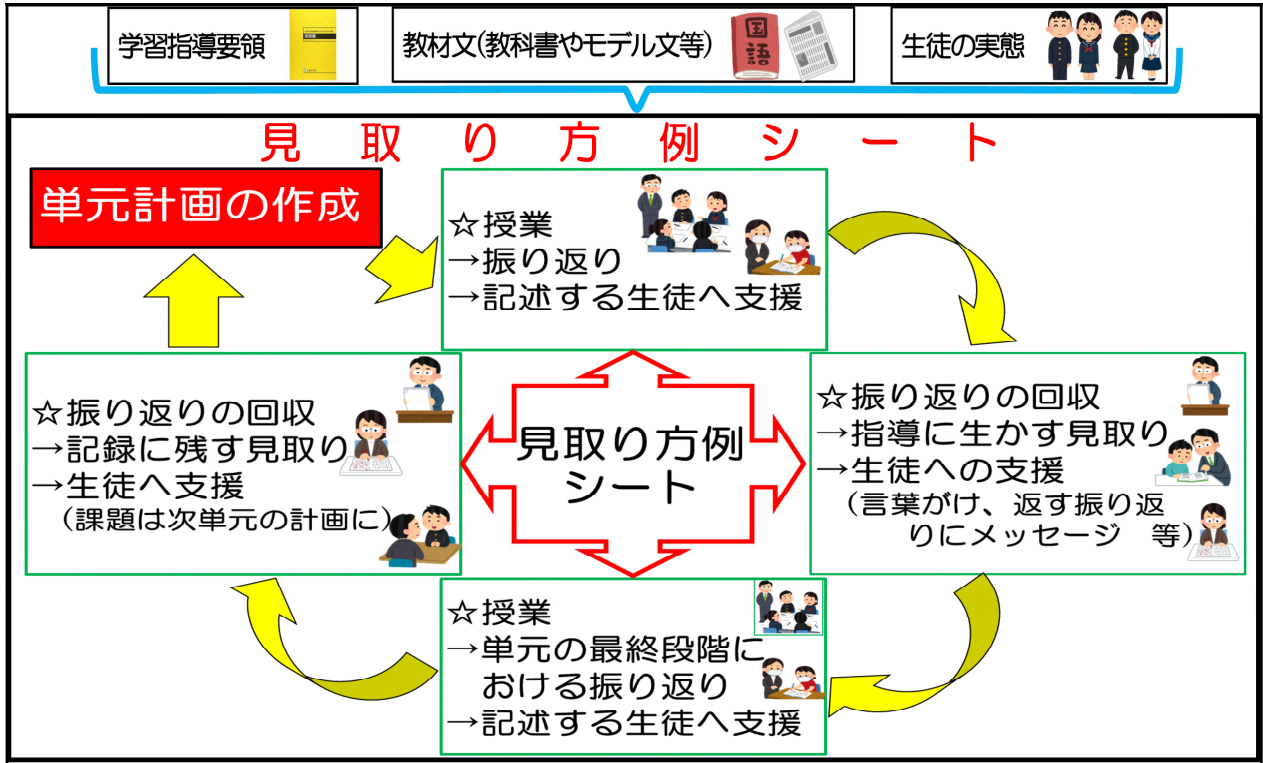 学習指導要領
教材文(教科書やモデル文等)
国語
生徒の実態
見取り方例シート
単元計画の作成
☆授業
→振り返り
→記述する生徒へ支援
☆振り返りの回収
→指導に生かす見取り
→生徒への支援
(言葉がけ、返す振り返
りにメッセージ　等)
☆授業
→単元の最終段階に
おける振り返り
→記述する生徒へ支援
☆振り返りの回収
→記録に残す見取り
→生徒へ支援
(課題は次単元の計画に)
見取り方例
シート